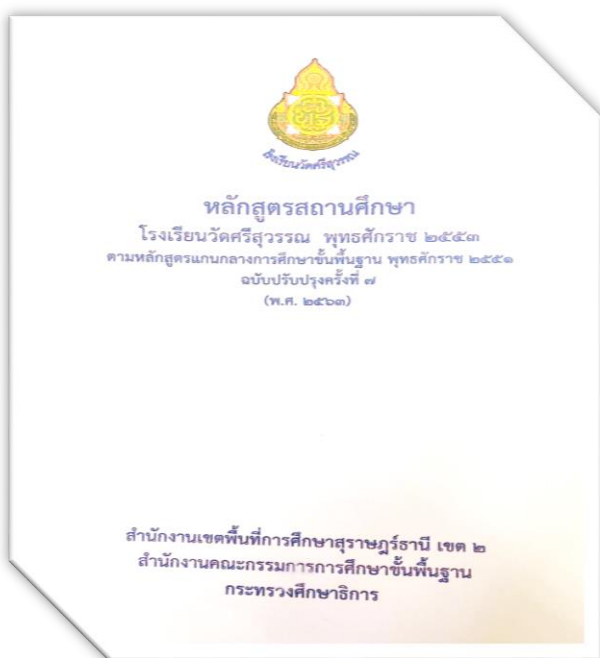 โรงเรียนวัดศรีสุวรรณ
หลักสูตรสถานศึกษา
โรงเรียนวัดศรีสุวรรณ พุทธศักราช ๒๕๕๓
ตามหลักสูตรแกนกลางการศึกษาขั้นพื้นฐาน พุทธศักราช ๒๕๕๑
ฉบับปรับปรุงครั้งที่ ๗
(พ.ศ. ๒๕๖๓)
สำนักงานเขตพื้นที่การศึกษาสุราษฎร์ธานี เขต ๒
สำนักงานคณะกรรมการการศึกษาขั้นพื้นฐาน
กระทรวงศึกษาธิการ